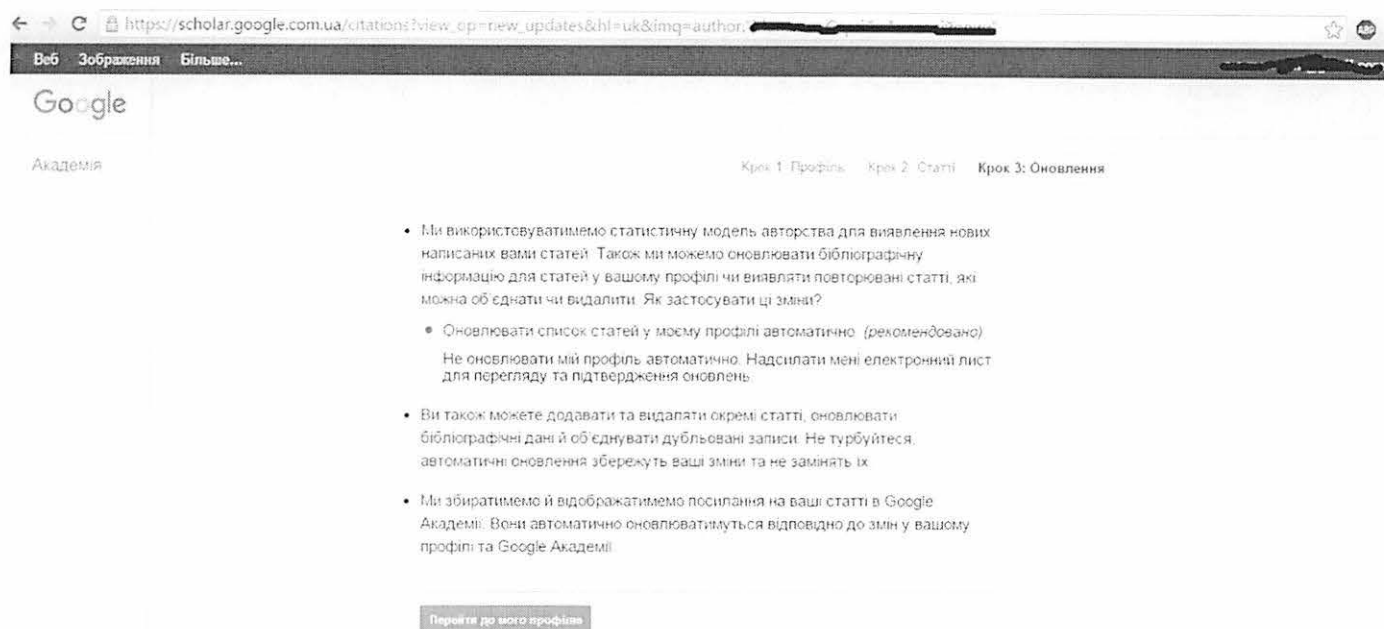 https://scholar.google.com.ua/citations?view_op=new_updates&hl=uk&imq=author:
Веб Зображення Більше...
Google
Академія
Крок 1: Профіль Крок 2: Статті Крок 3: Оновлення
Ми використовуватимемо статистичну модель авторства для виявлення нових
написаних вами статей. Також ми можемо оновлювати бібліографічну
інформацію для статей у вашому профілі чи виявляти повторювані статті, які
можна об'єднати чи видалити. Як застосувати ці зміни?
Оновлювати список статей у моєму профілі автоматично. (рекомендовано)
Не оновлювати мій профіль автоматично. Надсилати мені електронний лист
для перегляду та підтвердження оновлень.
Ви також можете додавати та видаляти окремі статті, оновлювати
бібліографічні дані й об'єднувати дубльовані записи. Не турбуйтеся,
автоматичні оновлення збережуть ваші зміни та не замінять їх.
Ми збиратимемо й відображатимемо посилання на ваші статті в Google
Академії. Вони автоматично оновлюватимуться відповідно до змін у вашому
профілі та Google Академії.
Перейти до мого профілю